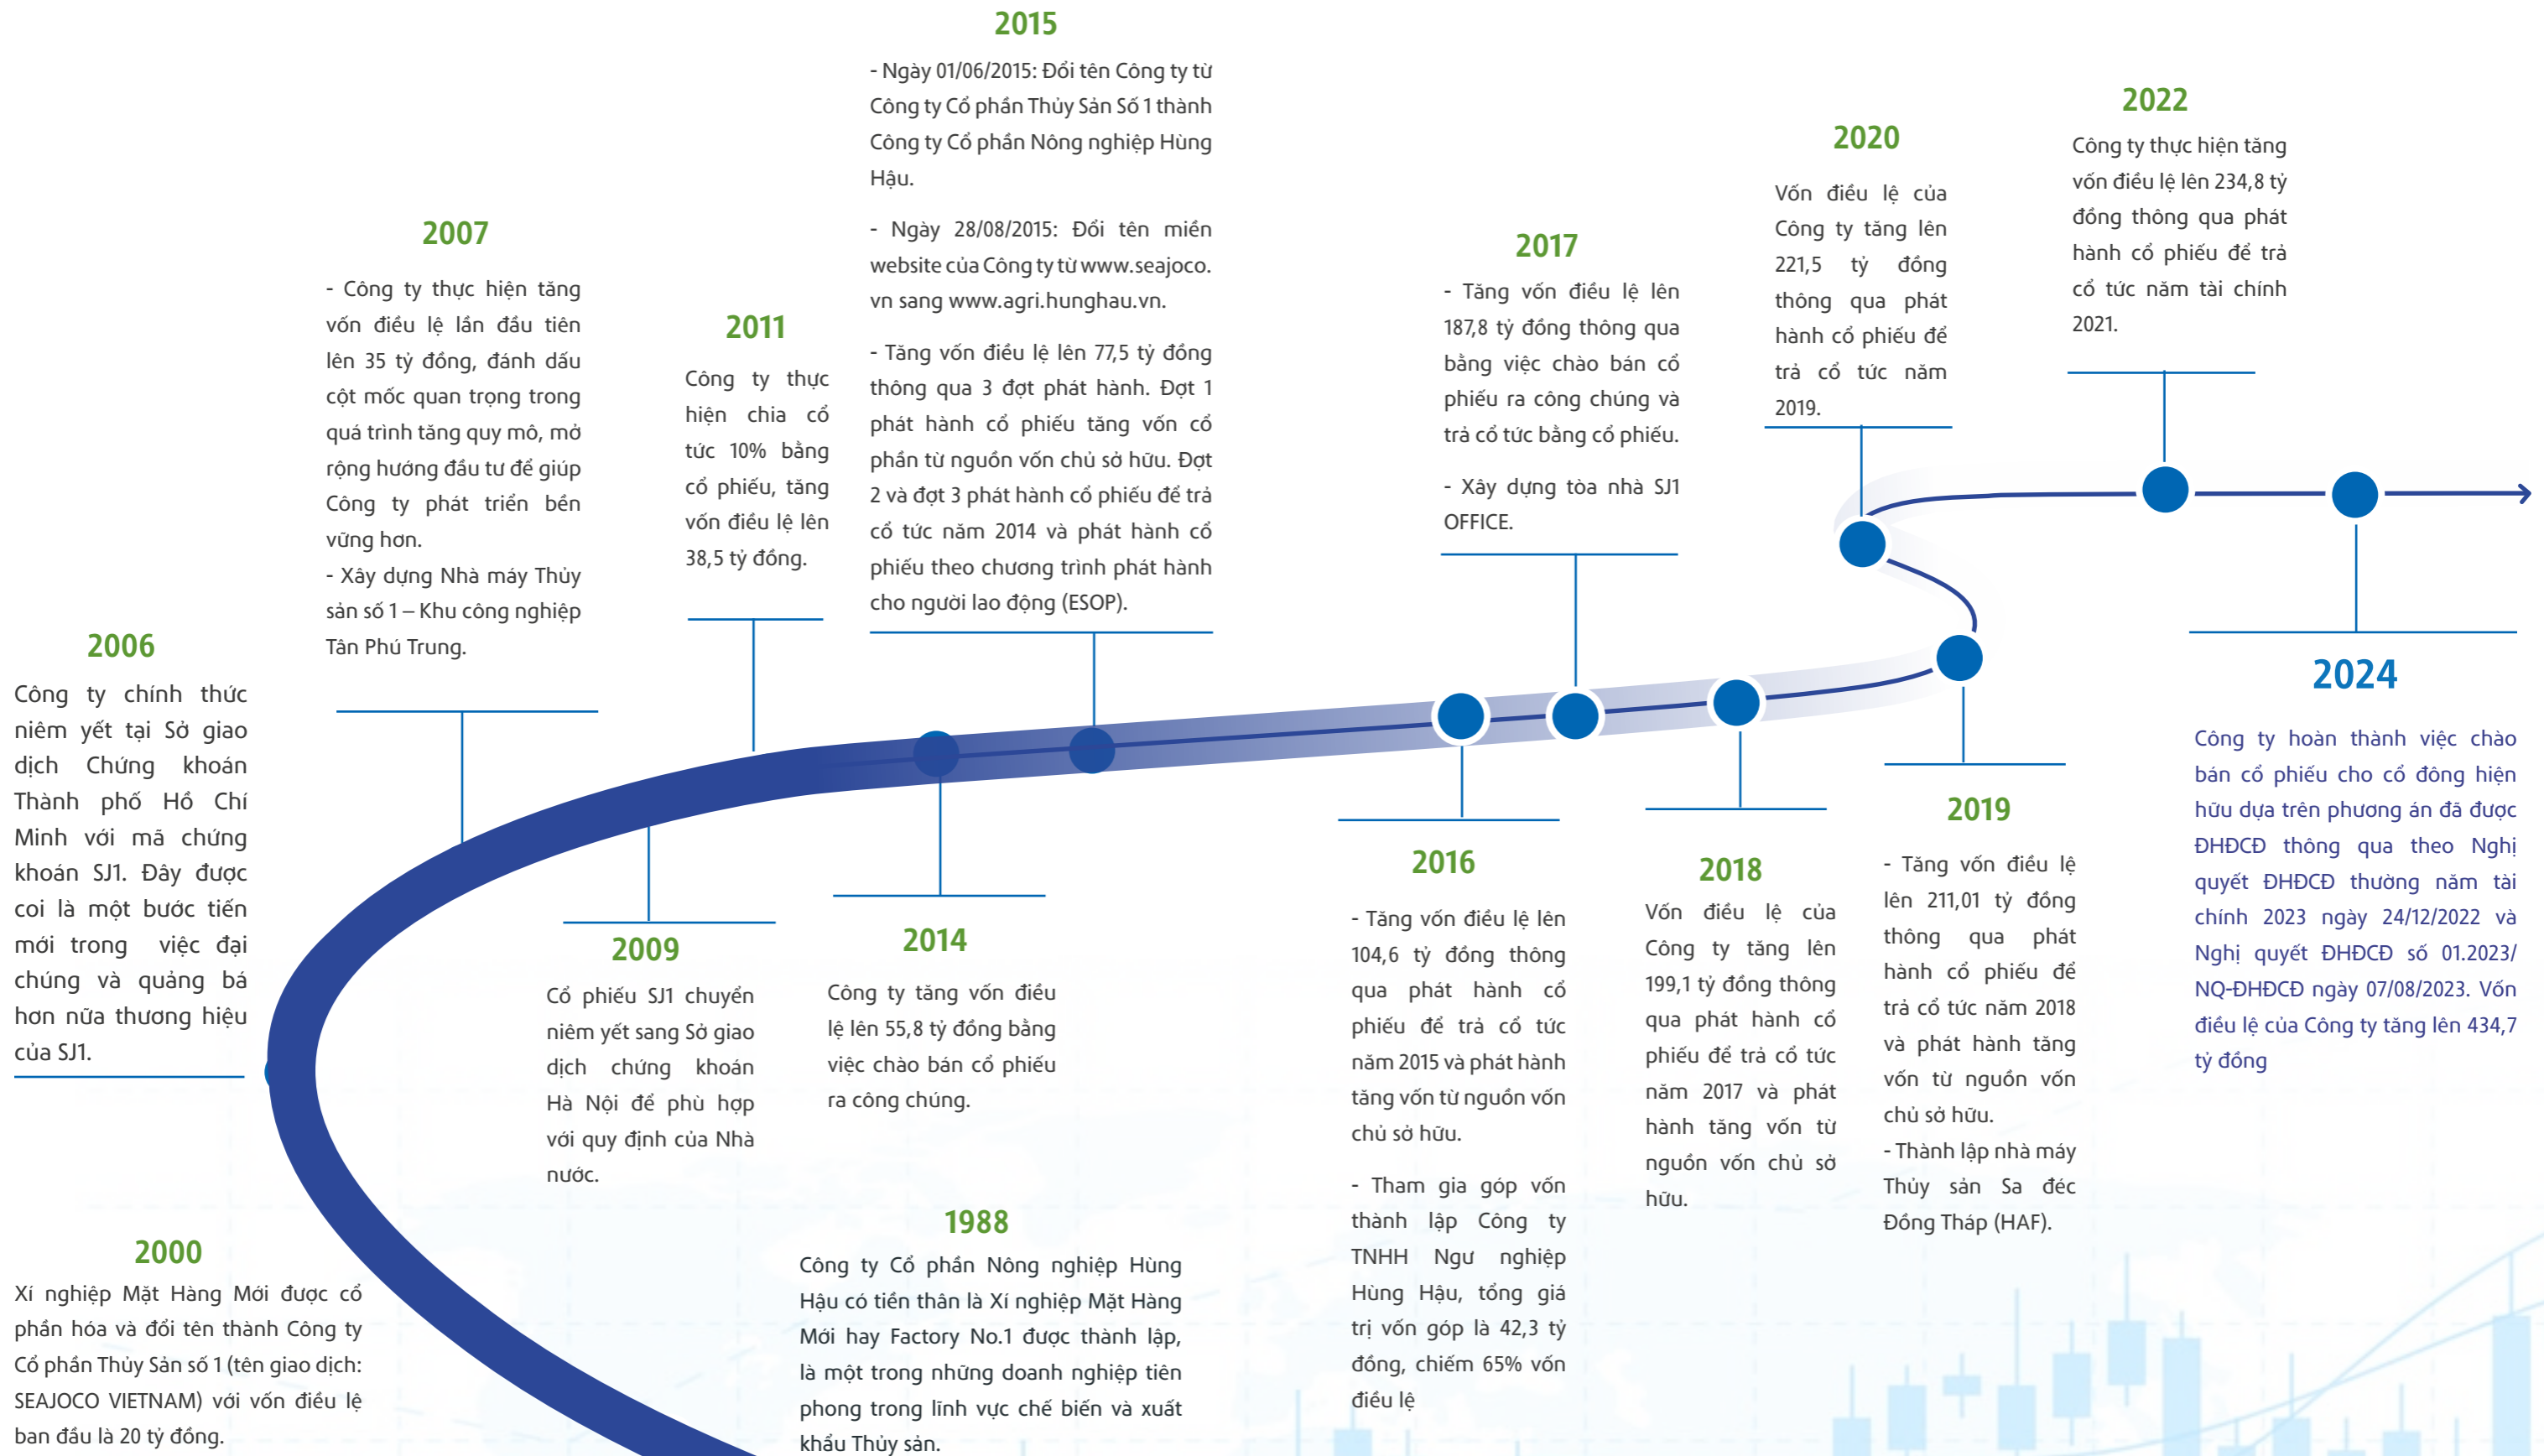 2015
- Ngày 01/06/2015: Đổi tên Công ty từ
Công ty Cổ phần Thủy Sản Số 1 thành
Công ty Cổ phần Nông nghiệp Hùng
Hậu.
- Ngày 28/08/2015: Đổi tên miền
website của Công ty từ www.seajoco.
vn sang www.agri.hunghau.vn.
- Tăng vốn điều lệ lên 77,5 tỷ đồng
thông qua 3 đợt phát hành. Đợt 1
phát hành cổ phiếu tăng vốn cổ
phần từ nguồn vốn chủ sở hữu. Đợt
2 và đợt 3 phát hành cổ phiếu để trả
cổ tức năm 2014 và phát hành cổ
phiếu theo chương trình phát hành
cho người lao động (ESOP).
2022
Công ty thực hiện tăng
vốn điều lệ lên 234,8 tỷ
đồng thông qua phát
hành cổ phiếu để trả
cổ tức năm tài chính
2021.
2020
Vốn điều lệ của
Công ty tăng lên
221,5 tỷ đồng
thông qua phát
hành cổ phiếu để
trả cổ tức năm
2019.
2007
- Công ty thực hiện tăng
vốn điều lệ lần đầu tiên
lên 35 tỷ đồng, đánh dấu
cột mốc quan trọng trong
quá trình tăng quy mô, mở
rộng hướng đầu tư để giúp
Công ty phát triển bền
vững hơn.
- Xây dựng Nhà máy Thủy
sản số 1 – Khu công nghiệp
Tân Phú Trung.
2017
- Tăng vốn điều lệ lên
187,8 tỷ đồng thông qua
bằng việc chào bán cổ
phiếu ra công chúng và
trả cổ tức bằng cổ phiếu.
- Xây dựng tòa nhà SJ1
OFFICE.
2011
Công ty thực
hiện chia cổ
tức 10% bằng
cổ phiếu, tăng
vốn điều lệ lên
38,5 tỷ đồng.
2006
Công ty chính thức
niêm yết tại Sở giao
dịch Chứng khoán
Thành phố Hồ Chí
Minh với mã chứng
khoán SJ1. Đây được
coi là một bước tiến
mới trong việc đại
chúng và quảng bá
hơn nữa thương hiệu
của SJ1.
2024
Công ty hoàn thành việc chào
bán cổ phiếu cho cổ đông hiện
hữu dựa trên phương án đã được
ĐHĐCĐ thông qua theo Nghị
quyết ĐHĐCĐ thường năm tài
chính 2023 ngày 24/12/2022 và
Nghị quyết ĐHĐCĐ số 01.2023/
NQ-ĐHĐCĐ ngày 07/08/2023. Vốn
điều lệ của Công ty tăng lên 434,7
tỷ đồng
2019
- Tăng vốn điều lệ
lên 211,01 tỷ đồng
thông qua phát
hành cổ phiếu để
trả cổ tức năm 2018
và phát hành tăng
vốn từ nguồn vốn
chủ sở hữu.
- Thành lập nhà máy
Thủy sản Sa đéc
Đồng Tháp (HAF).
2016
- Tăng vốn điều lệ lên
104,6 tỷ đồng thông
qua phát hành cổ
phiếu để trả cổ tức
năm 2015 và phát hành
tăng vốn từ nguồn vốn
chủ sở hữu.
- Tham gia góp vốn
thành lập Công ty
TNHH Ngư nghiệp
Hùng Hậu, tổng giá
trị vốn góp là 42,3 tỷ
đồng, chiếm 65% vốn
điều lệ
2018
Vốn điều lệ của
Công ty tăng lên
199,1 tỷ đồng thông
qua phát hành cổ
phiếu để trả cổ tức
năm 2017 và phát
hành tăng vốn từ
nguồn vốn chủ sở
hữu.
2009
Cổ phiếu SJ1 chuyển
niêm yết sang Sở giao
dịch chứng khoán
Hà Nội để phù hợp
với quy định của Nhà
nước.
2014
Công ty tăng vốn điều
lệ lên 55,8 tỷ đồng bằng
việc chào bán cổ phiếu
ra công chúng.
1988
Công ty Cổ phần Nông nghiệp Hùng
Hậu có tiền thân là Xí nghiệp Mặt Hàng
Mới hay Factory No.1 được thành lập,
là một trong những doanh nghiệp tiên
phong trong lĩnh vực chế biến và xuất
khẩu Thủy sản.
2000
Xí nghiệp Mặt Hàng Mới được cổ
phần hóa và đổi tên thành Công ty
Cổ phần Thủy Sản số 1 (tên giao dịch:
SEAJOCO VIETNAM) với vốn điều lệ
ban đầu là 20 tỷ đồng.